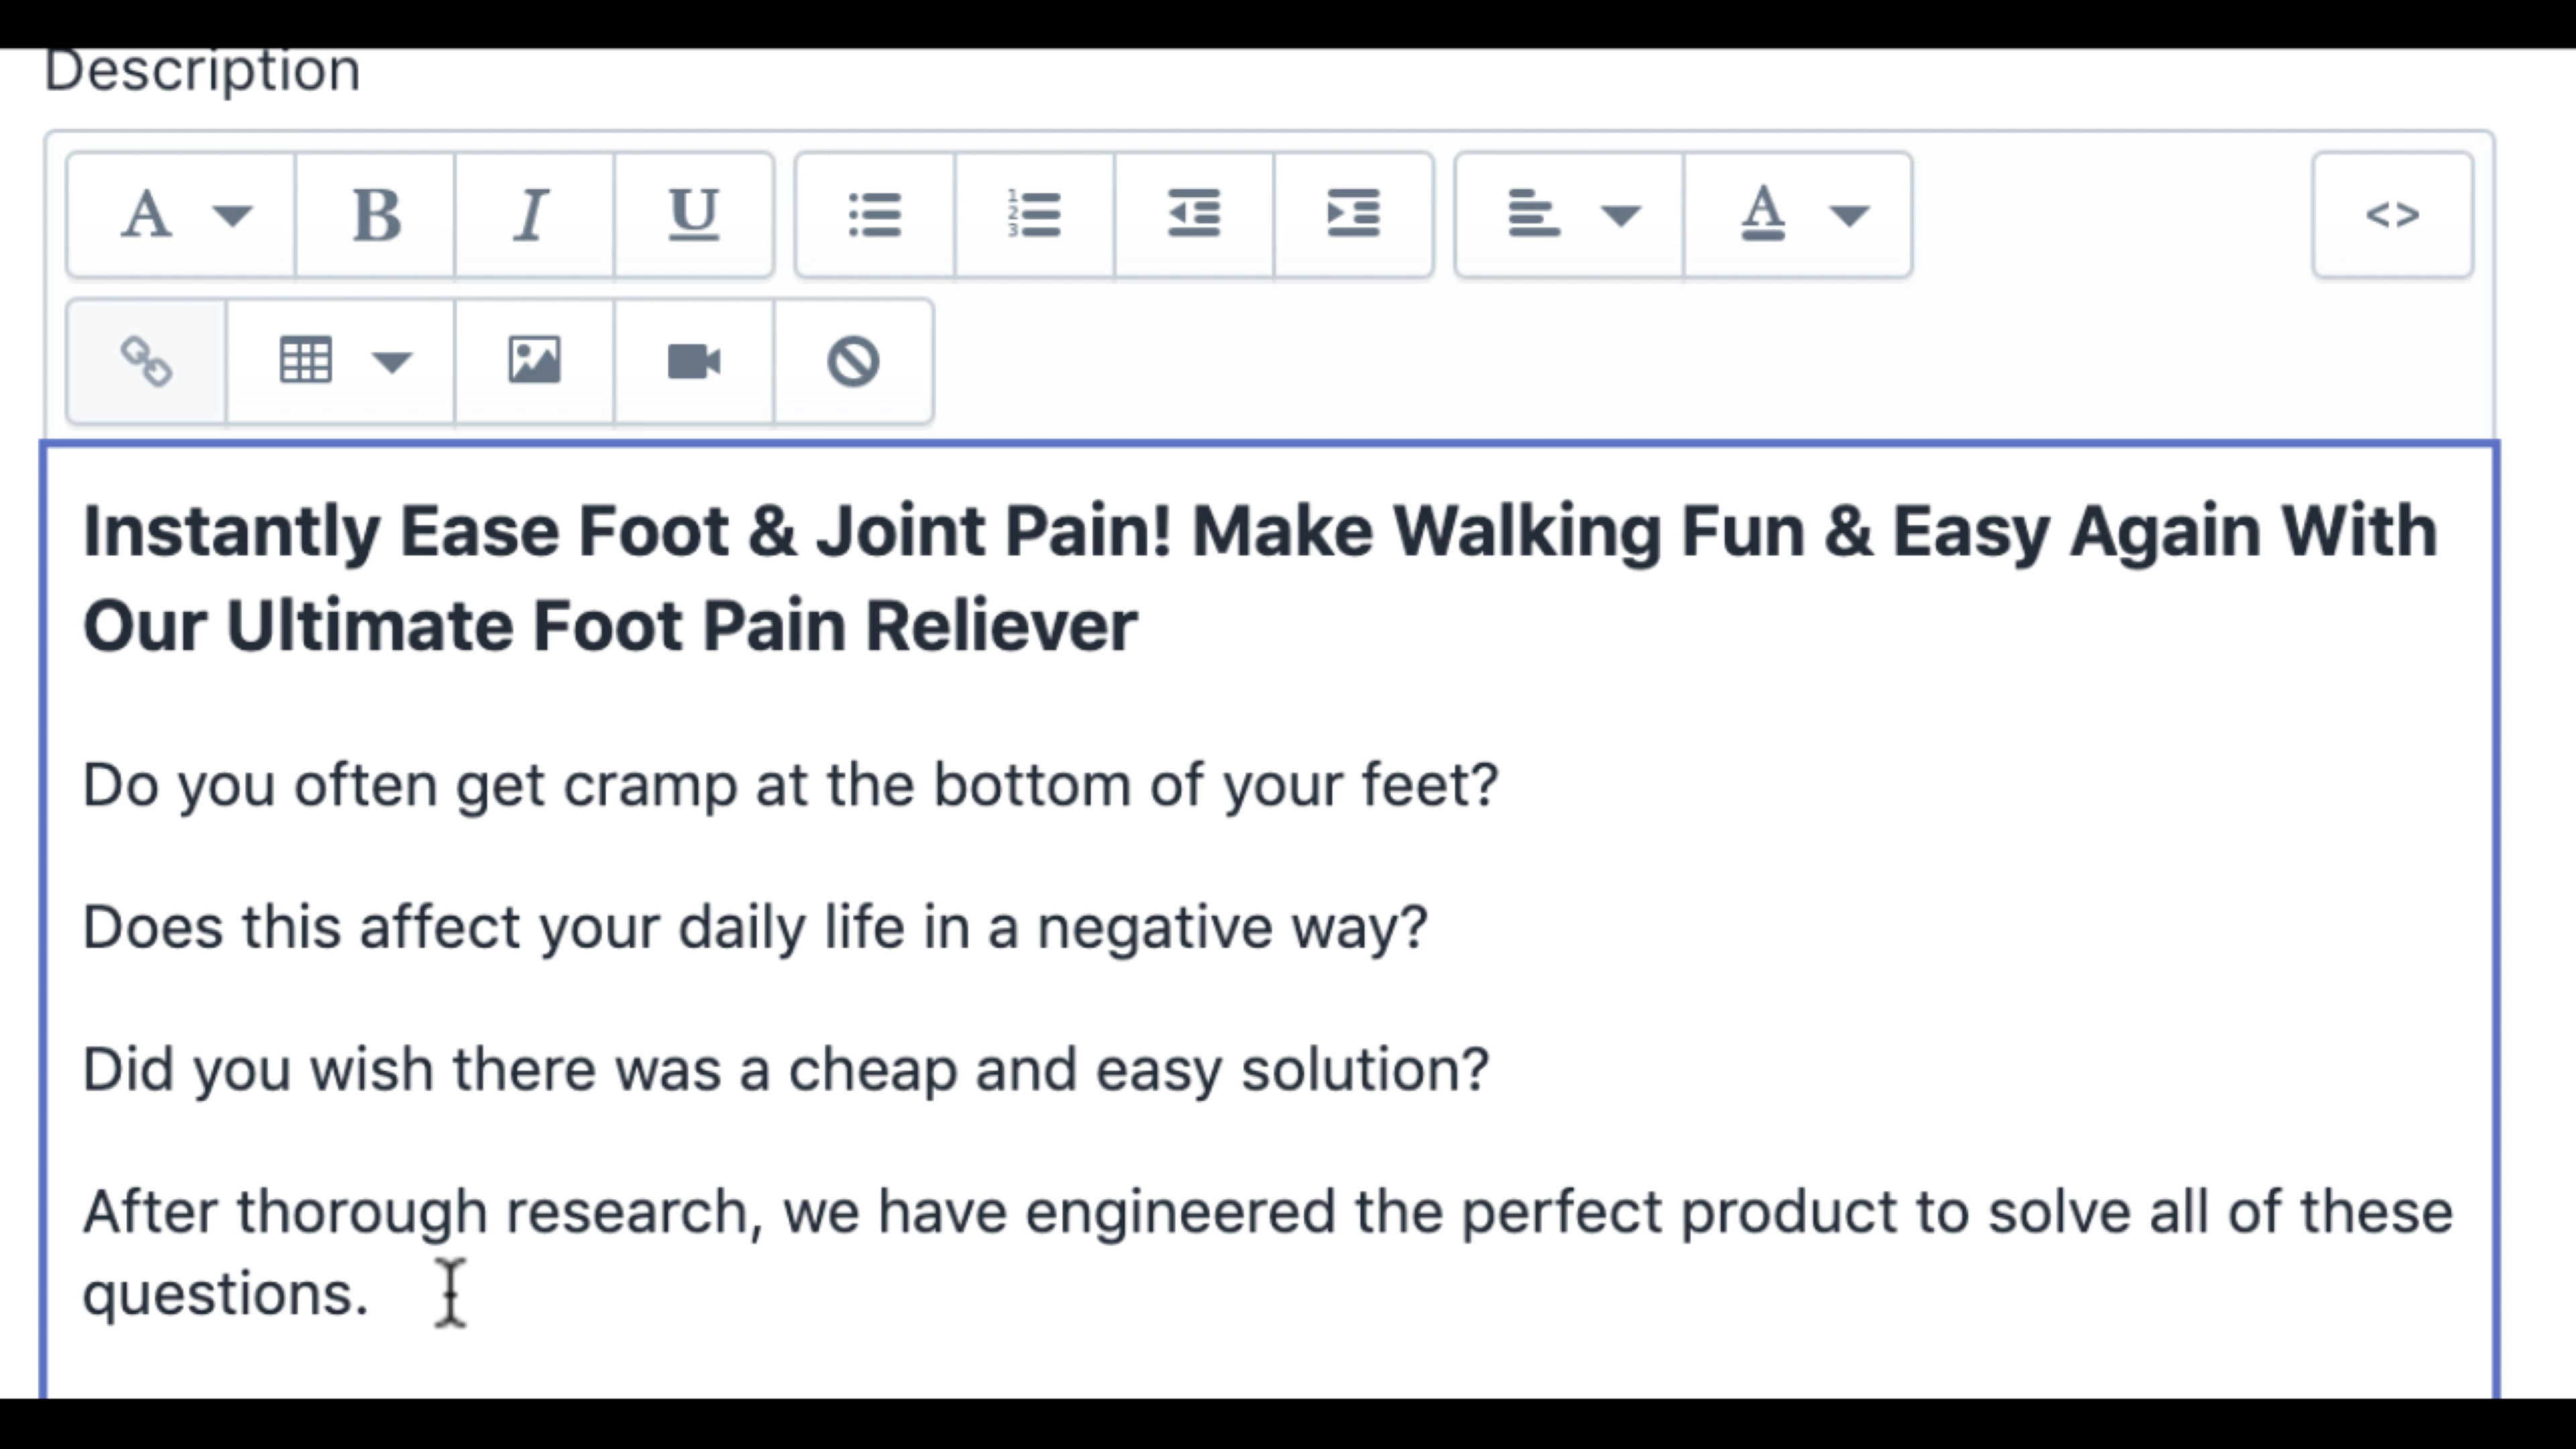 Description
A B I U A <>
Instantly Ease Foot & Joint Pain! Make Walking Fun & Easy Again With
Our Ultimate Foot Pain Reliever
Do you often get cramp at the bottom of your feet?
Does this affect your daily life in a negative way?
Did you wish there was a cheap and easy solution?
After thorough research, we have engineered the perfect product to solve all of these
questions.